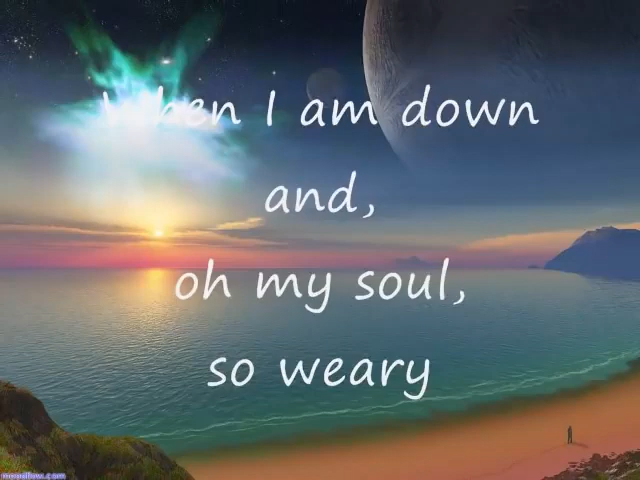 When I am down
and,
oh my soul,
so weary